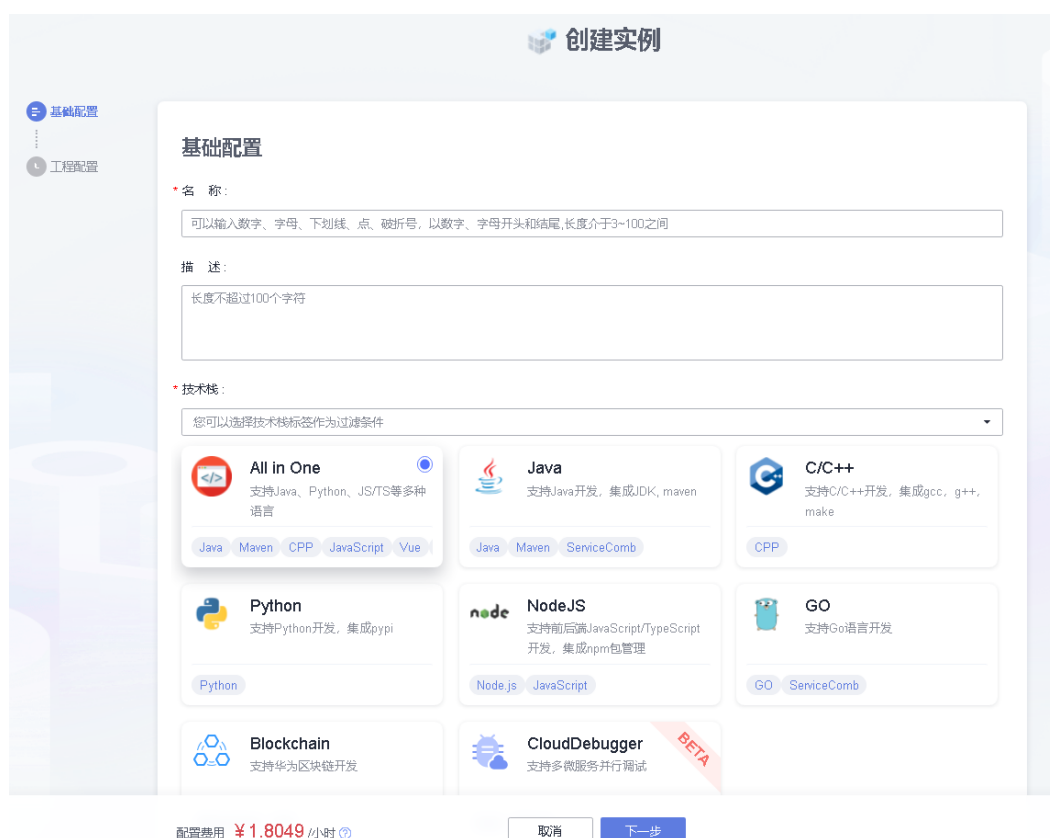 创建实例
基础配置
工程配置
基础配置
* 名 称 :
可以输入数字、字母、下划线、点、破折号，以数字、字母开头和结尾,长度介于3~100之间
描 述 :
长度不超过100个字符
* 技术栈 :
您可以选择技术栈标签作为过滤条件
All in One
支持Java、Python、JS/TS等多种
语言
Java Maven CPP JavaScript Vue
Java
支持Java开发，集成JDK, maven
Java Maven ServiceComb
C/C++
支持C/C++开发，集成gcc，g++,
make
CPP
Python
支持Python开发，集成pypi
Python
node
NodeJS
支持前后端JavaScript/TypeScript
开发，集成npm包管理
Node.js JavaScript
GO
支持Go语言开发
GO ServiceComb
Blockchain
支持华为区块链开发
CloudDebugger
支持多微服务并行调试
BETA
配置费用 ¥1.8049 /小时
取消
下一步